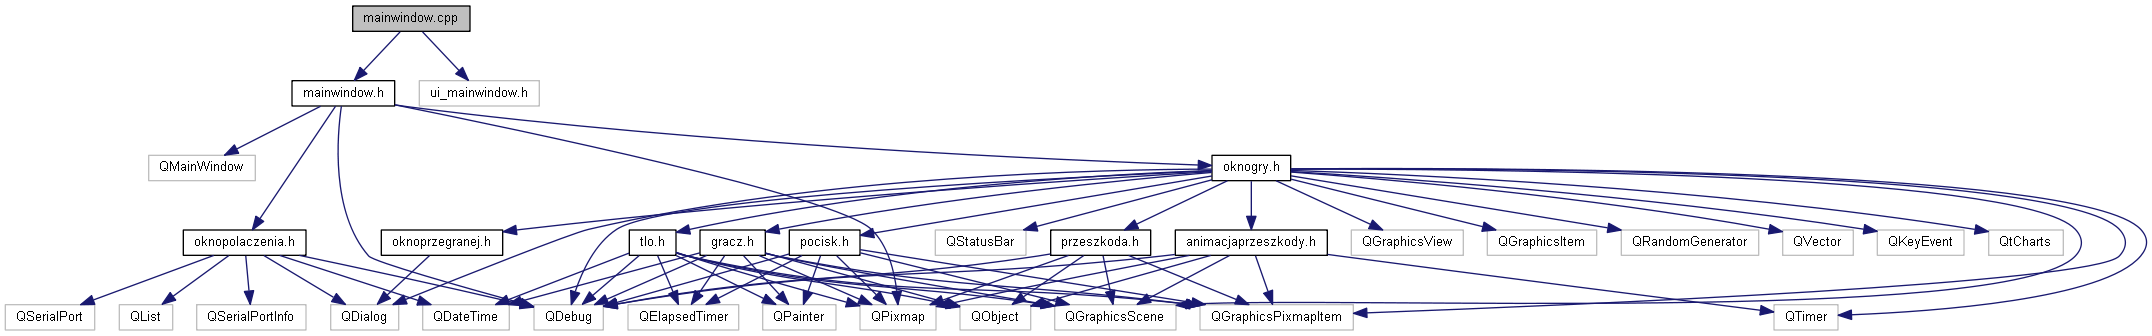 mainwindow.cpp
mainwindow.h
ui_mainwindow.h
QMainWindow
oknogry.h
oknopolaczenia.h
oknoprzegranej.h
tlo.h
gracz.h
pocisk.h
QStatusBar
przeszkoda.h
animacjaprzeszkody.h
QGraphicsView
QGraphicsItem
QRandomGenerator
QVector
QKeyEvent
QtCharts
QSerialPort
QList
QSerialPortInfo
QDialog
QDateTime
QDebug
QElapsedTimer
QPainter
QPixmap
QObject
QGraphicsScene
QGraphicsPixmapItem
QTimer